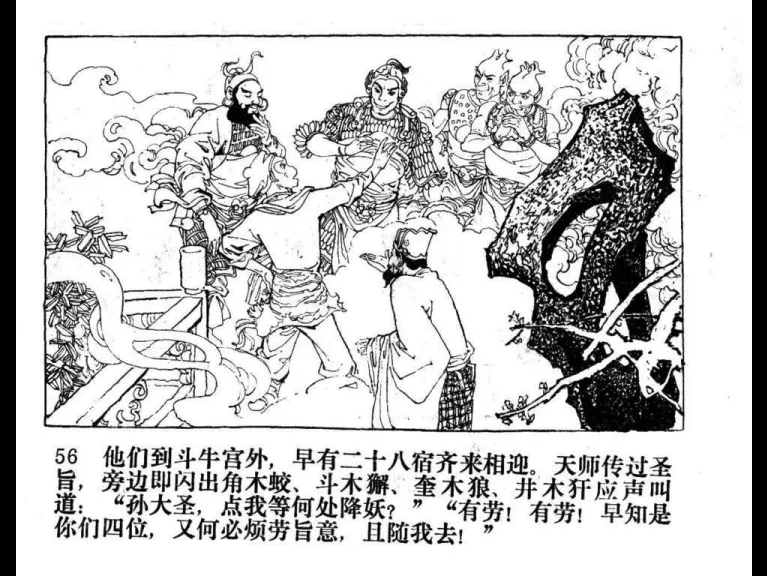 56 他们到斗牛宫外，早有二十八宿齐来相迎。天师传过圣
旨，旁边即闪出角木蛟、斗木獬、奎木狼、井木犴应声叫
道：“孙大圣，点我等何处降妖？”“有劳！有劳！早知是
你们四位，又何必烦劳旨意，且随我去！”